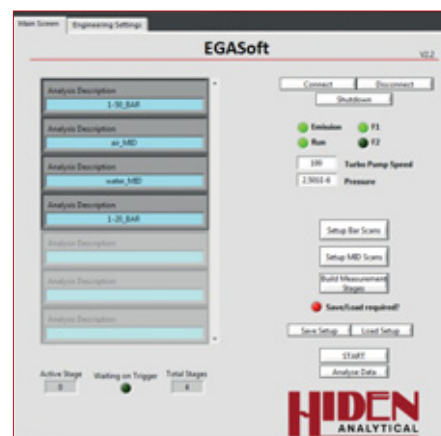 Main Screen Engineering Settings
EGASoft
V2.2
Analysis Description
1-50_BAR
Analysis Description
air_MID
Analysis Description
water_MID
Analysis Description
1-20_BAR
Analysis Description
Analysis Description
Analysis Description
Connect Disconnect
Shutdown
Emission F1
Run F2
100 Turbo Pump Speed
Pressure
Setup Bar Scans
Setup MID Scans
Build Measurement
Stages
Save/Load required?
Save Setup Load Setup
START
Analyse Data
Active Stage Waiting on Trigger Total Stages
0 4
HIDEN
ANALYTICAL